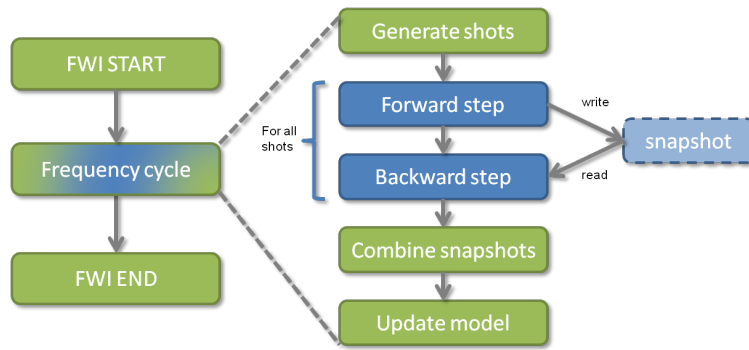 FWI START
Frequency cycle
FWI END
Generate shots
For all
shots
Forward step
write
snapshot
read
Backward step
Combine snapshots
Update model